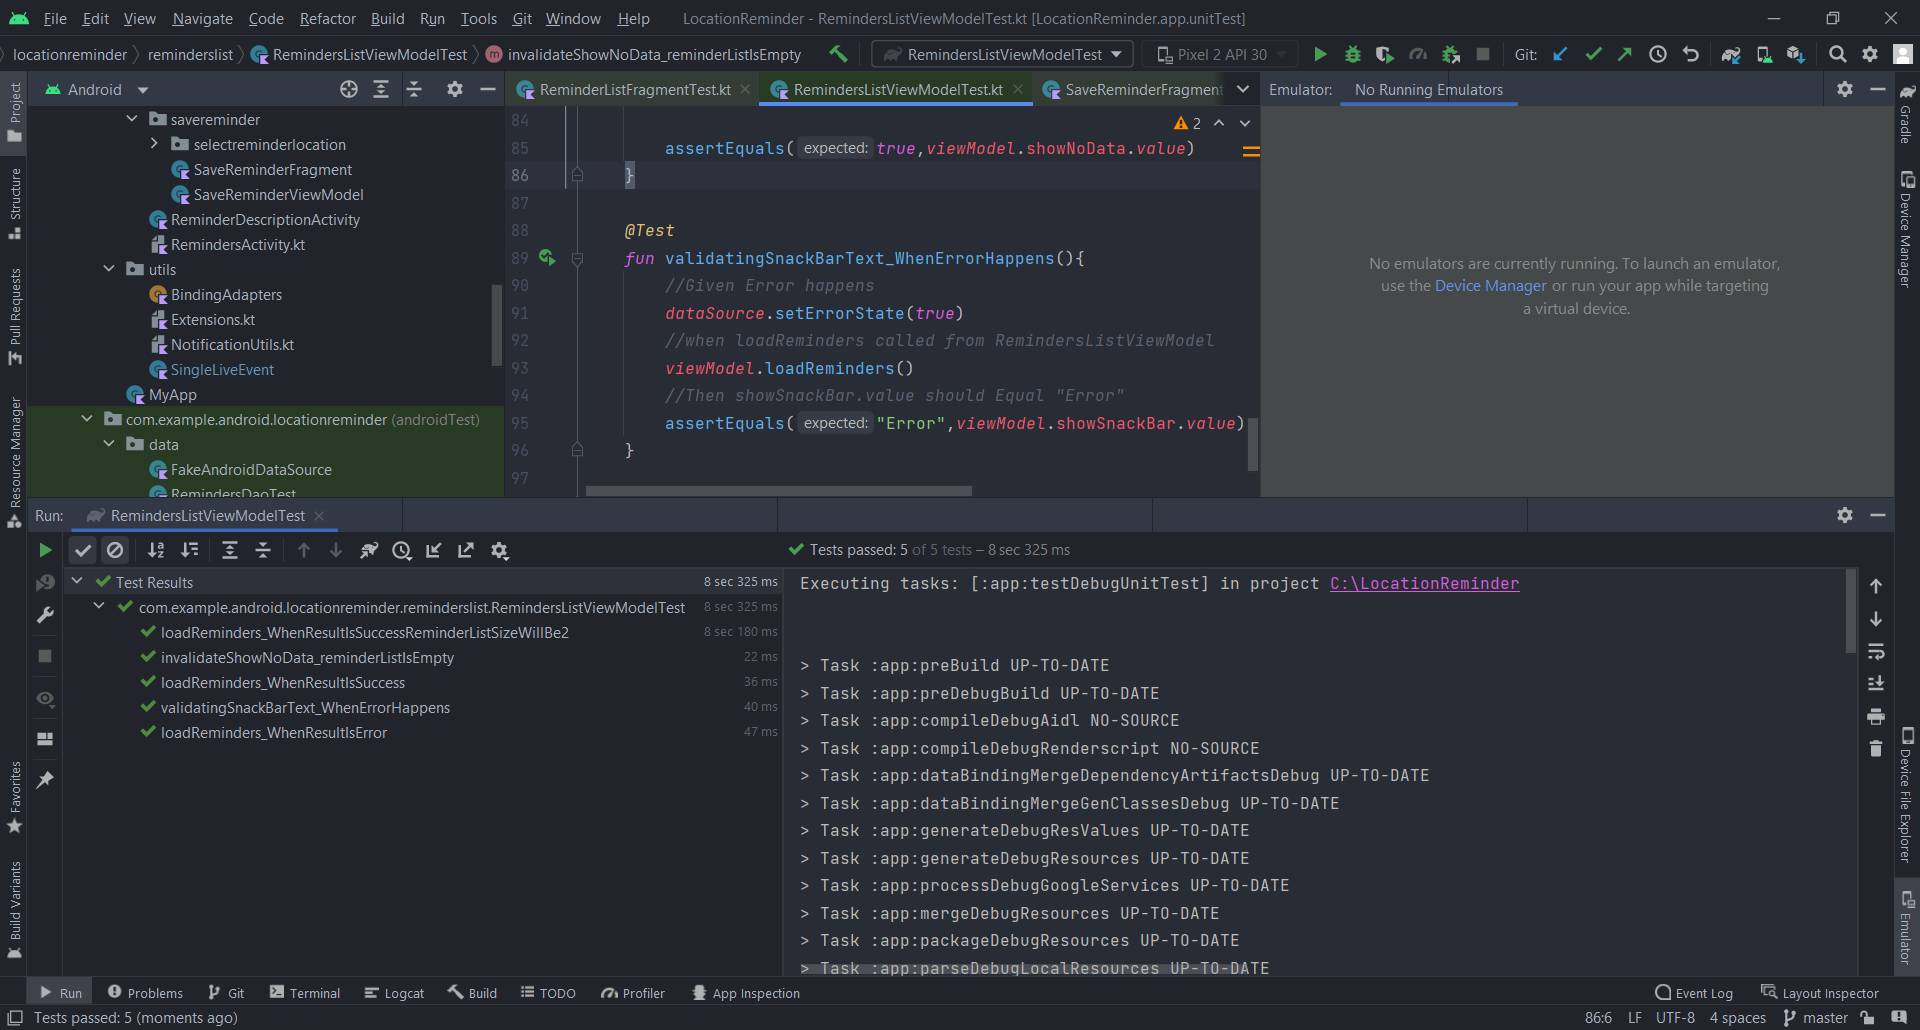 File Edit View Navigate Code Refactor Build Run Tools Git Window Help LocationReminder - RemindersListViewModelTest.kt [LocationReminder.app.unitTest]
locationreminder reminderslist RemindersListViewModelTest invalidateShowNoData_reminderListIsEmpty RemindersListViewModelTest Pixel 2 API 30 Git:
Android ReminderListFragmentTest.kt RemindersListViewModelTest.kt SaveReminderFragment Emulator: No Running Emulators
Project
Structure
Pull Requests
Resource Manager
Favorites
Build Variants
savereminder
selectreminderlocation
SaveReminderFragment
SaveReminderViewModel
ReminderDescriptionActivity
RemindersActivity.kt
utils
BindingAdapters
Extensions.kt
NotificationUtils.kt
SingleLiveEvent
MyApp
com.example.android.locationreminder (androidTest)
data
FakeAndroidDataSource
RemindersDaoTest
84 2
85 assertEquals( expected: true,viewModel.showNoData.value)
86 }
87
88 @Test
89 fun validatingSnackBarText_WhenErrorHappens(){
90 //Given Error happens
91 dataSource.setErrorState(true)
92 //when loadReminders called from RemindersListViewModel
93 viewModel.loadReminders()
94 //Then showSnackBar.value should Equal "Error"
95 assertEquals( expected: "Error",viewModel.showSnackBar.value)
96 }
97
No emulators are currently running. To launch an emulator,
use the Device Manager or run your app while targeting
a virtual device.
Gradle
Device Manager
Device File Explorer
Emulator
Run: RemindersListViewModelTest
Tests passed: 5 of 5 tests – 8 sec 325 ms
Test Results 8 sec 325 ms
com.example.android.locationreminder.reminderslist.RemindersListViewModelTest 8 sec 325 ms
loadReminders_WhenResultIsSuccessReminderListSizeWillBe2 8 sec 180 ms
invalidateShowNoData_reminderListIsEmpty 22 ms
loadReminders_WhenResultIsSuccess 36 ms
validatingSnackBarText_WhenErrorHappens 40 ms
loadReminders_WhenResultIsError 47 ms
Executing tasks: [:app:testDebugUnitTest] in project C:\LocationReminder
> Task :app:preBuild UP-TO-DATE
> Task :app:preDebugBuild UP-TO-DATE
> Task :app:compileDebugAidl NO-SOURCE
> Task :app:compileDebugRenderscript NO-SOURCE
> Task :app:dataBindingMergeDependencyArtifactsDebug UP-TO-DATE
> Task :app:dataBindingMergeGenClassesDebug UP-TO-DATE
> Task :app:generateDebugResValues UP-TO-DATE
> Task :app:generateDebugResources UP-TO-DATE
> Task :app:processDebugGoogleServices UP-TO-DATE
> Task :app:mergeDebugResources UP-TO-DATE
> Task :app:packageDebugResources UP-TO-DATE
> Task :app:parseDebugLocalResources UP-TO-DATE
Run Problems Git Terminal Logcat Build TODO Profiler App Inspection Event Log Layout Inspector
Tests passed: 5 (moments ago) 86:6 LF UTF-8 4 spaces master